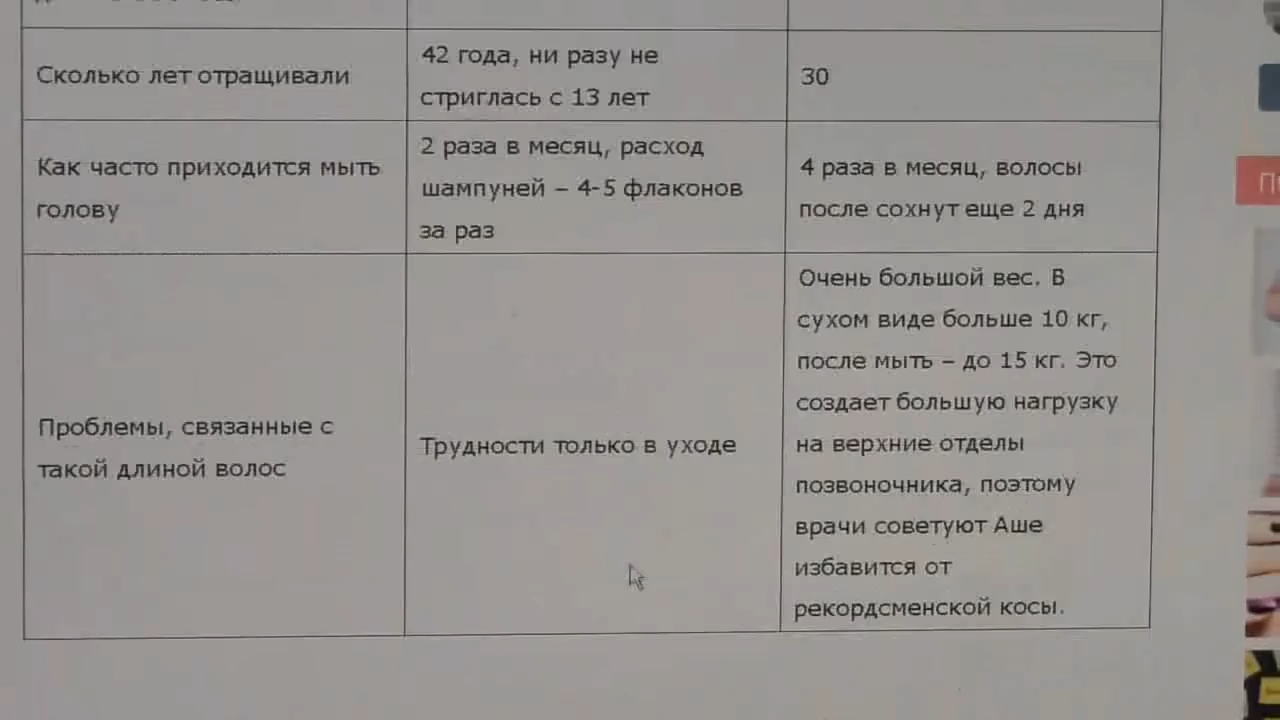 Сколько лет отращивали
42 года, ни разу не
стриглась с 13 лет
30
Как часто приходится мыть
голову
2 раза в месяц, расход
шампуней – 4-5 флаконов
за раз
4 раза в месяц, волосы
после сохнут еще 2 дня
Проблемы, связанные с
такой длиной волос
Трудности только в уходе
Очень большой вес. В
сухом виде больше 10 кг,
после мыть – до 15 кг. Это
создает большую нагрузку
на верхние отделы
позвоночника, поэтому
врачи советуют Аше
избавится от
рекордсменской косы.